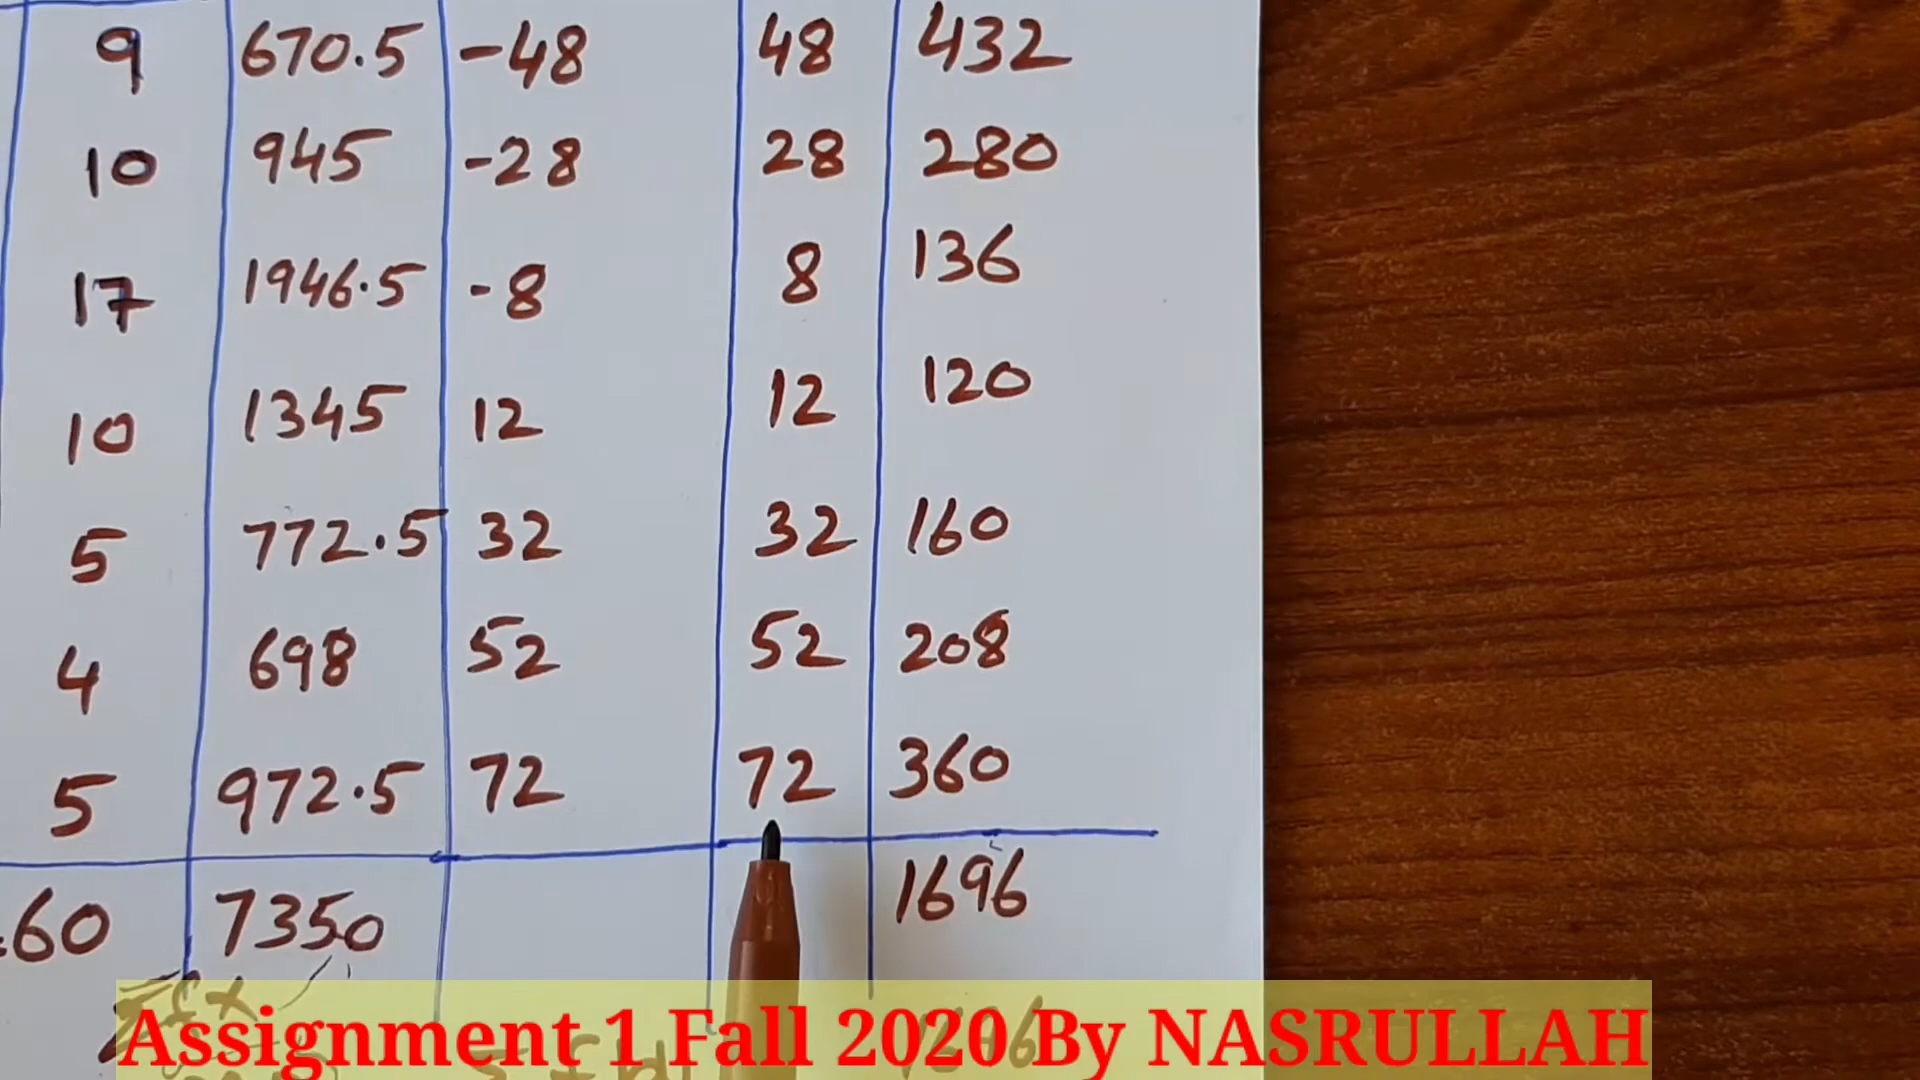 9 670.5 -48 48 432
10 945 -28 28 280
17 1946.5 -8 8 136
10 1345 12 12 120
5 772.5 32 32 160
4 698 52 52 208
5 972.5 72 72 360
60 7350 1696
Assignment 1 Fall 2020 By NASRULLAH